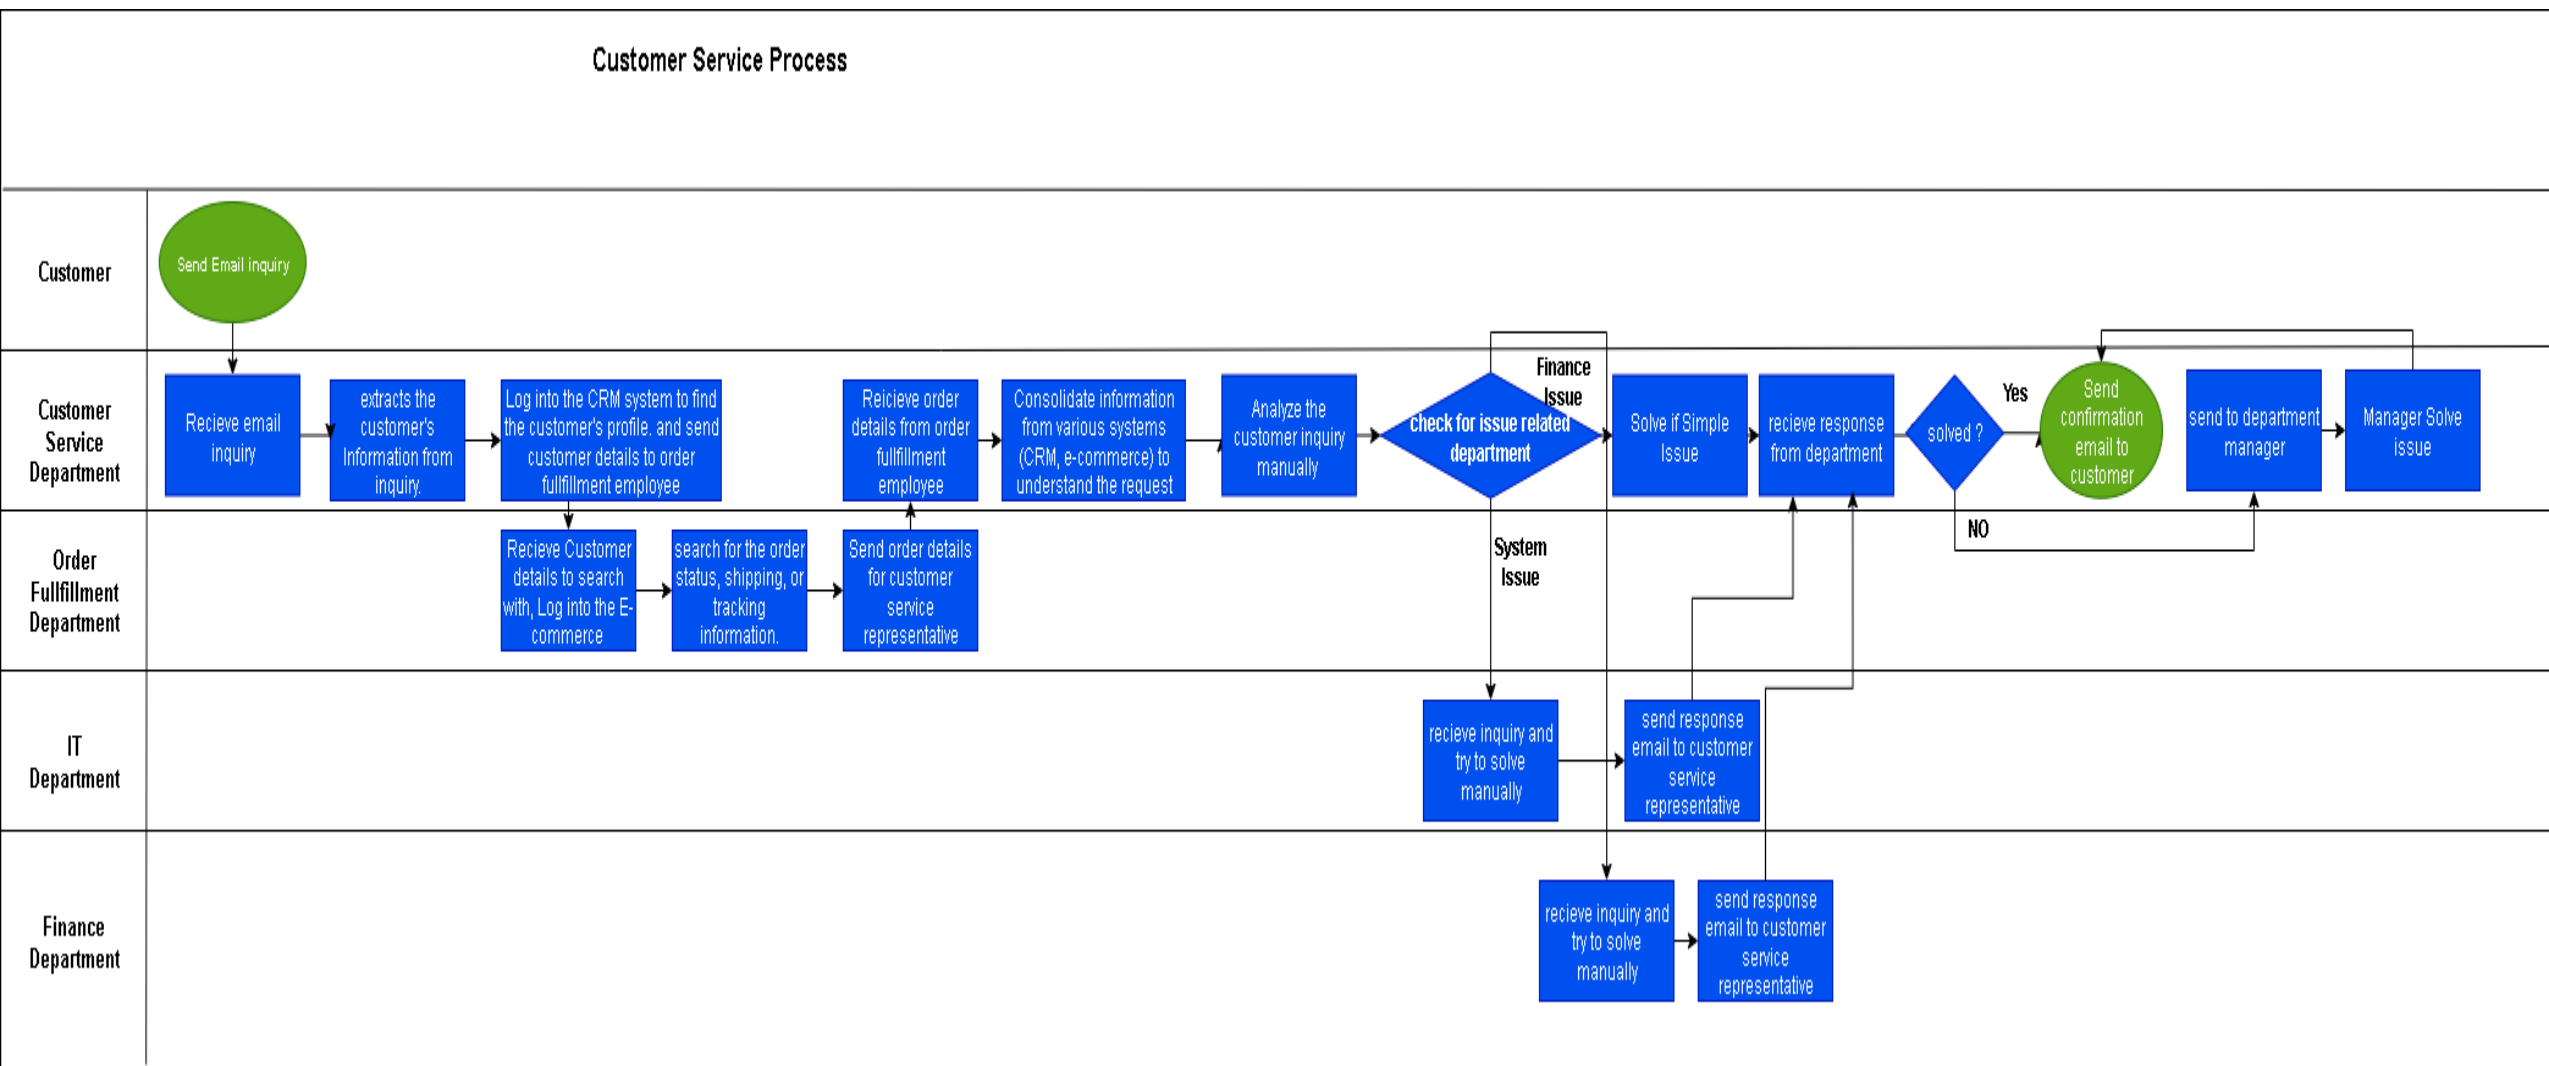 Customer Service Process
Customer
Send Email inquiry
Customer
Service
Department
Recieve email
inquiry
extracts the
customer's
Information from
inquiry.
Log into the CRM system to find
the customer's profile. and send
customer details to order
fullfillment employee
Reicieve order
details from order
fullfillment
employee
Consolidate information
from various systems
(CRM, e-commerce) to
understand the request
Analyze the
customer inquiry
manually
check for issue related
department
Finance
Issue
Solve if Simple
Issue
recieve response
from department
solved ?
Yes
Send
confirmation
email to
customer
send to department
manager
Manager Solve
issue
NO
System
Issue
Order
Fullfillment
Department
Recieve Customer
details to search
with, Log into the E-
commerce
search for the order
status, shipping, or
tracking
information.
Send order details
for customer
service
representative
IT
Department
recieve inquiry and
try to solve
manually
send response
email to customer
service
representative
Finance
Department
recieve inquiry and
try to solve
manually
send response
email to customer
service
representative